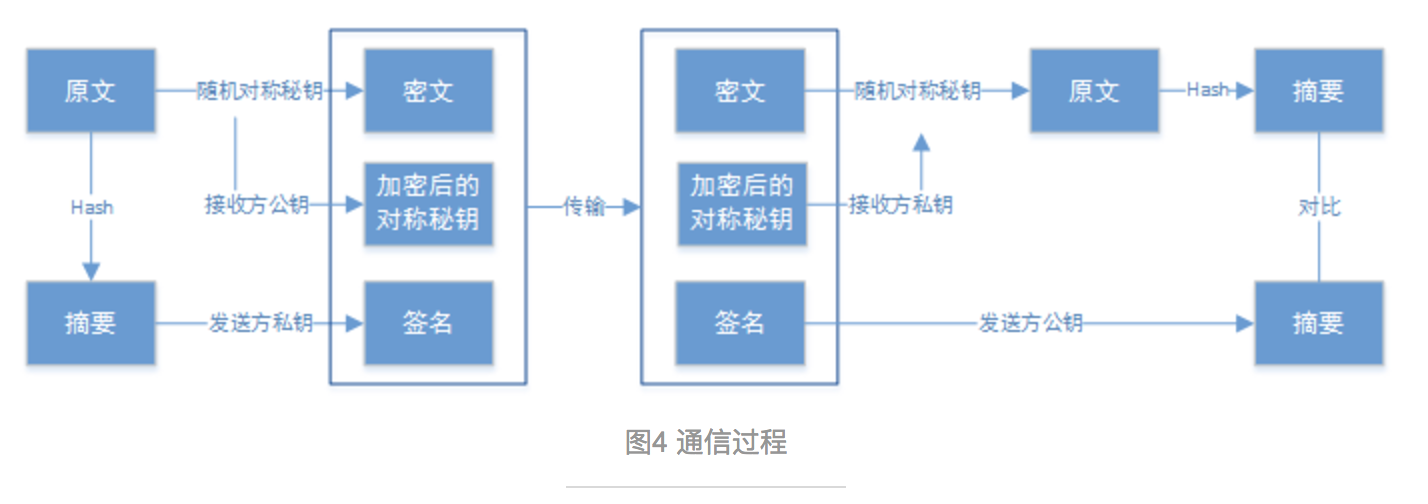 原文
随机对称秘钥
密文
密文
随机对称秘钥
原文
Hash
摘要
接收方公钥
加密后的
对称秘钥
传输
加密后的
对称秘钥
接收方私钥
Hash
对比
摘要
发送方私钥
签名
签名
发送方公钥
摘要
图4 通信过程